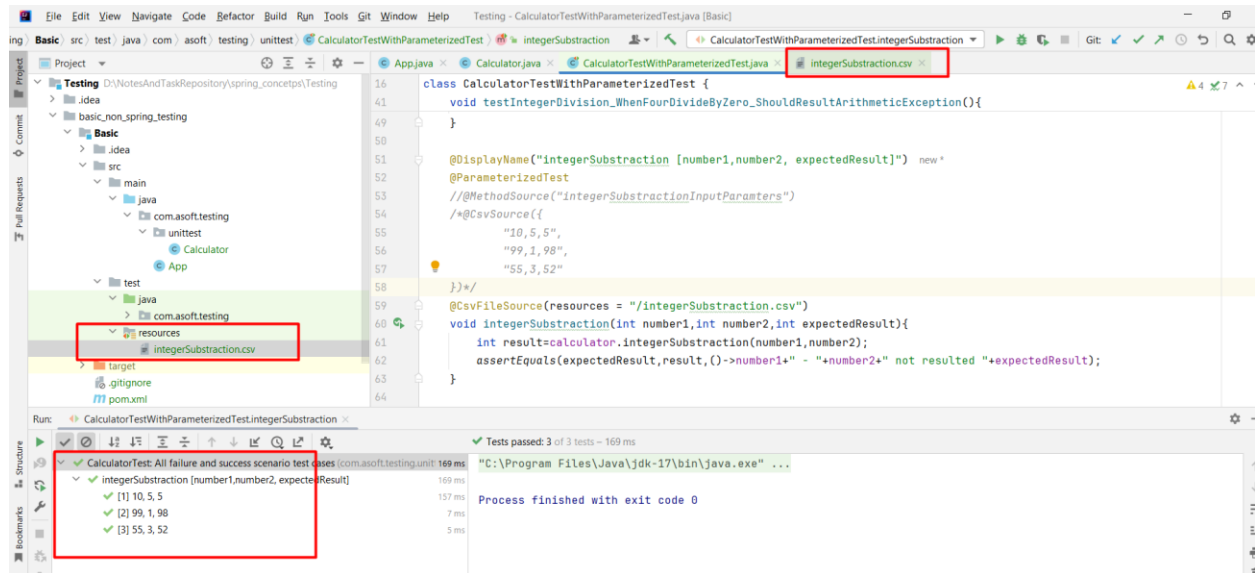 File Edit View Navigate Code Refactor Build Run Tools Git Window Help Testing - CalculatorTestWithParameterizedTest.java [Basic]
ing Basic src test java com asoft testing unittest CalculatorTestWithParameterizedTest integerSubstraction CalculatorTestWithParameterizedTest.integerSubstraction Git:
Project App.java Calculator.java CalculatorTestWithParameterizedTest.java integerSubstraction.csv
Testing D:\NotesAndTaskRepository\spring_concetps\Testing
.idea
basic_non_spring_testing
Basic
.idea
src
main
java
com.asoft.testing
unittest
Calculator
App
test
java
com.asoft.testing
resources
integerSubstraction.csv
target
.gitignore
pom.xml
Project
Commit
Pull Requests
Structure
Bookmarks
16 class CalculatorTestWithParameterizedTest { 4 7
41 void testIntegerDivision_WhenFourDivideByZero_ShouldResultArithmeticException(){
49 }
50
51 @DisplayName("integerSubstraction [number1,number2, expectedResult]") new *
52 @ParameterizedTest
53 //@MethodSource("integerSubstractionInputParamters")
54 /*@CsvSource({
55 "10,5,5",
56 "99,1,98",
57 "55,3,52"
58 })*/
59 @CsvFileSource(resources = "/integerSubstraction.csv")
60 void integerSubstraction(int number1,int number2,int expectedResult){
61 int result=calculator.integerSubstraction(number1,number2);
62 assertEquals(expectedResult,result,()->number1+" - "+number2+" not resulted "+expectedResult);
63 }
64
Run: CalculatorTestWithParameterizedTest.integerSubstraction
Tests passed: 3 of 3 tests – 169 ms
CalculatorTest: All failure and success scenario test cases (com.asoft.testing.unit 169 ms
integerSubstraction [number1,number2, expectedResult] 169 ms
[1] 10, 5, 5 157 ms
[2] 99, 1, 98 7 ms
[3] 55, 3, 52 5 ms
"C:\Program Files\Java\jdk-17\bin\java.exe" ...
Process finished with exit code 0